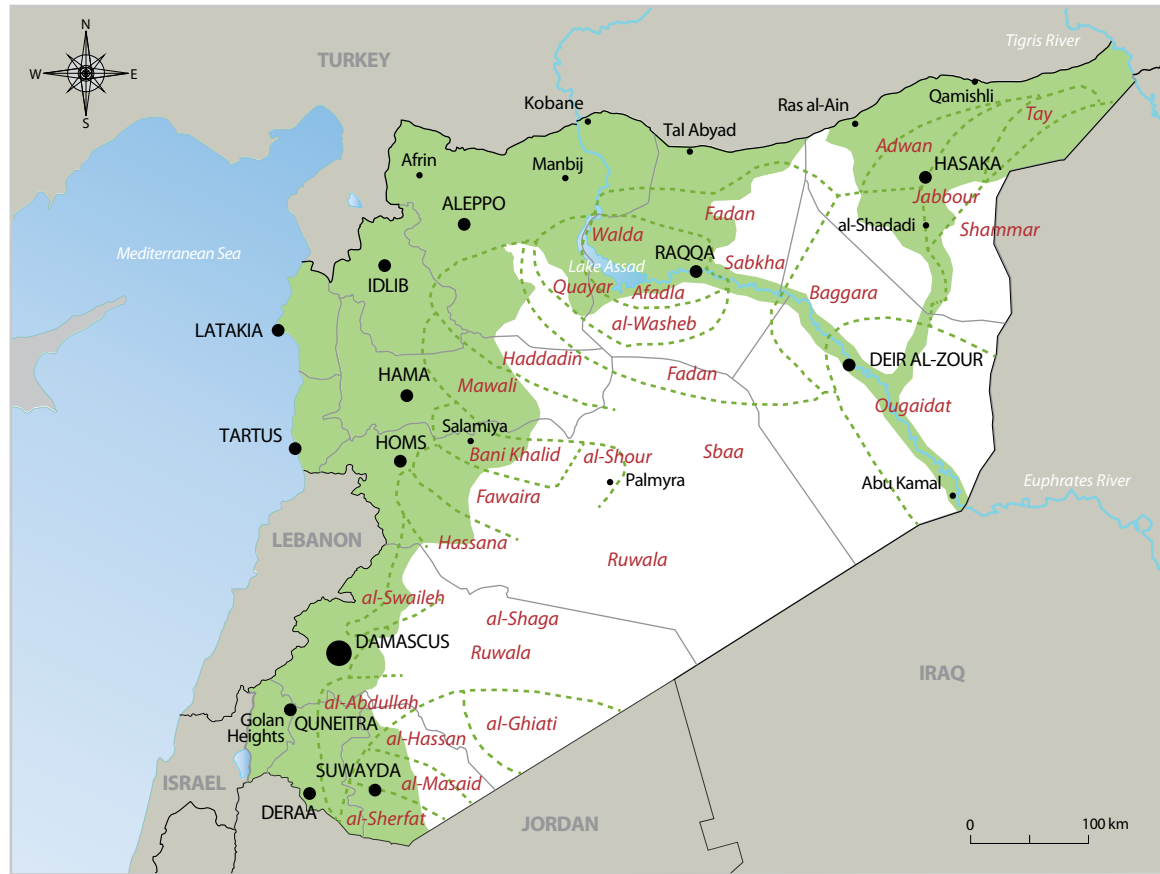 N
W
E
S
TURKEY
Tigris River
Kobane
Ras al-Ain
Qamishli
Tal Abyad
Tay
Adwan
Afrin
Manbij
HASAKA
ALEPPO
Jabbour
Fadan
al-Shadadi
Shammar
Walda
Mediterranean Sea
RAQQA
Sabkha
Lake Assad
IDLIB
Quayar
Afadla
Baggara
al-Washeb
LATAKIA
Haddadin
DEIR AL-ZOUR
HAMA
Mawali
Fadan
Ougaidat
Salamiya
TARTUS
HOMS
Bani Khalid
al-Shour
Sbaa
Palmyra
Abu Kamal
Euphrates River
Fawaira
LEBANON
Hassana
Ruwala
al-Swaileh
al-Shaga
DAMASCUS
Ruwala
IRAQ
al-Abdullah
Golan
Heights
QUNEITRA
al-Ghiati
al-Hassan
SUWAYDA
ISRAEL
al-Masaid
DERAA
al-Sherfat
JORDAN
0
100 km